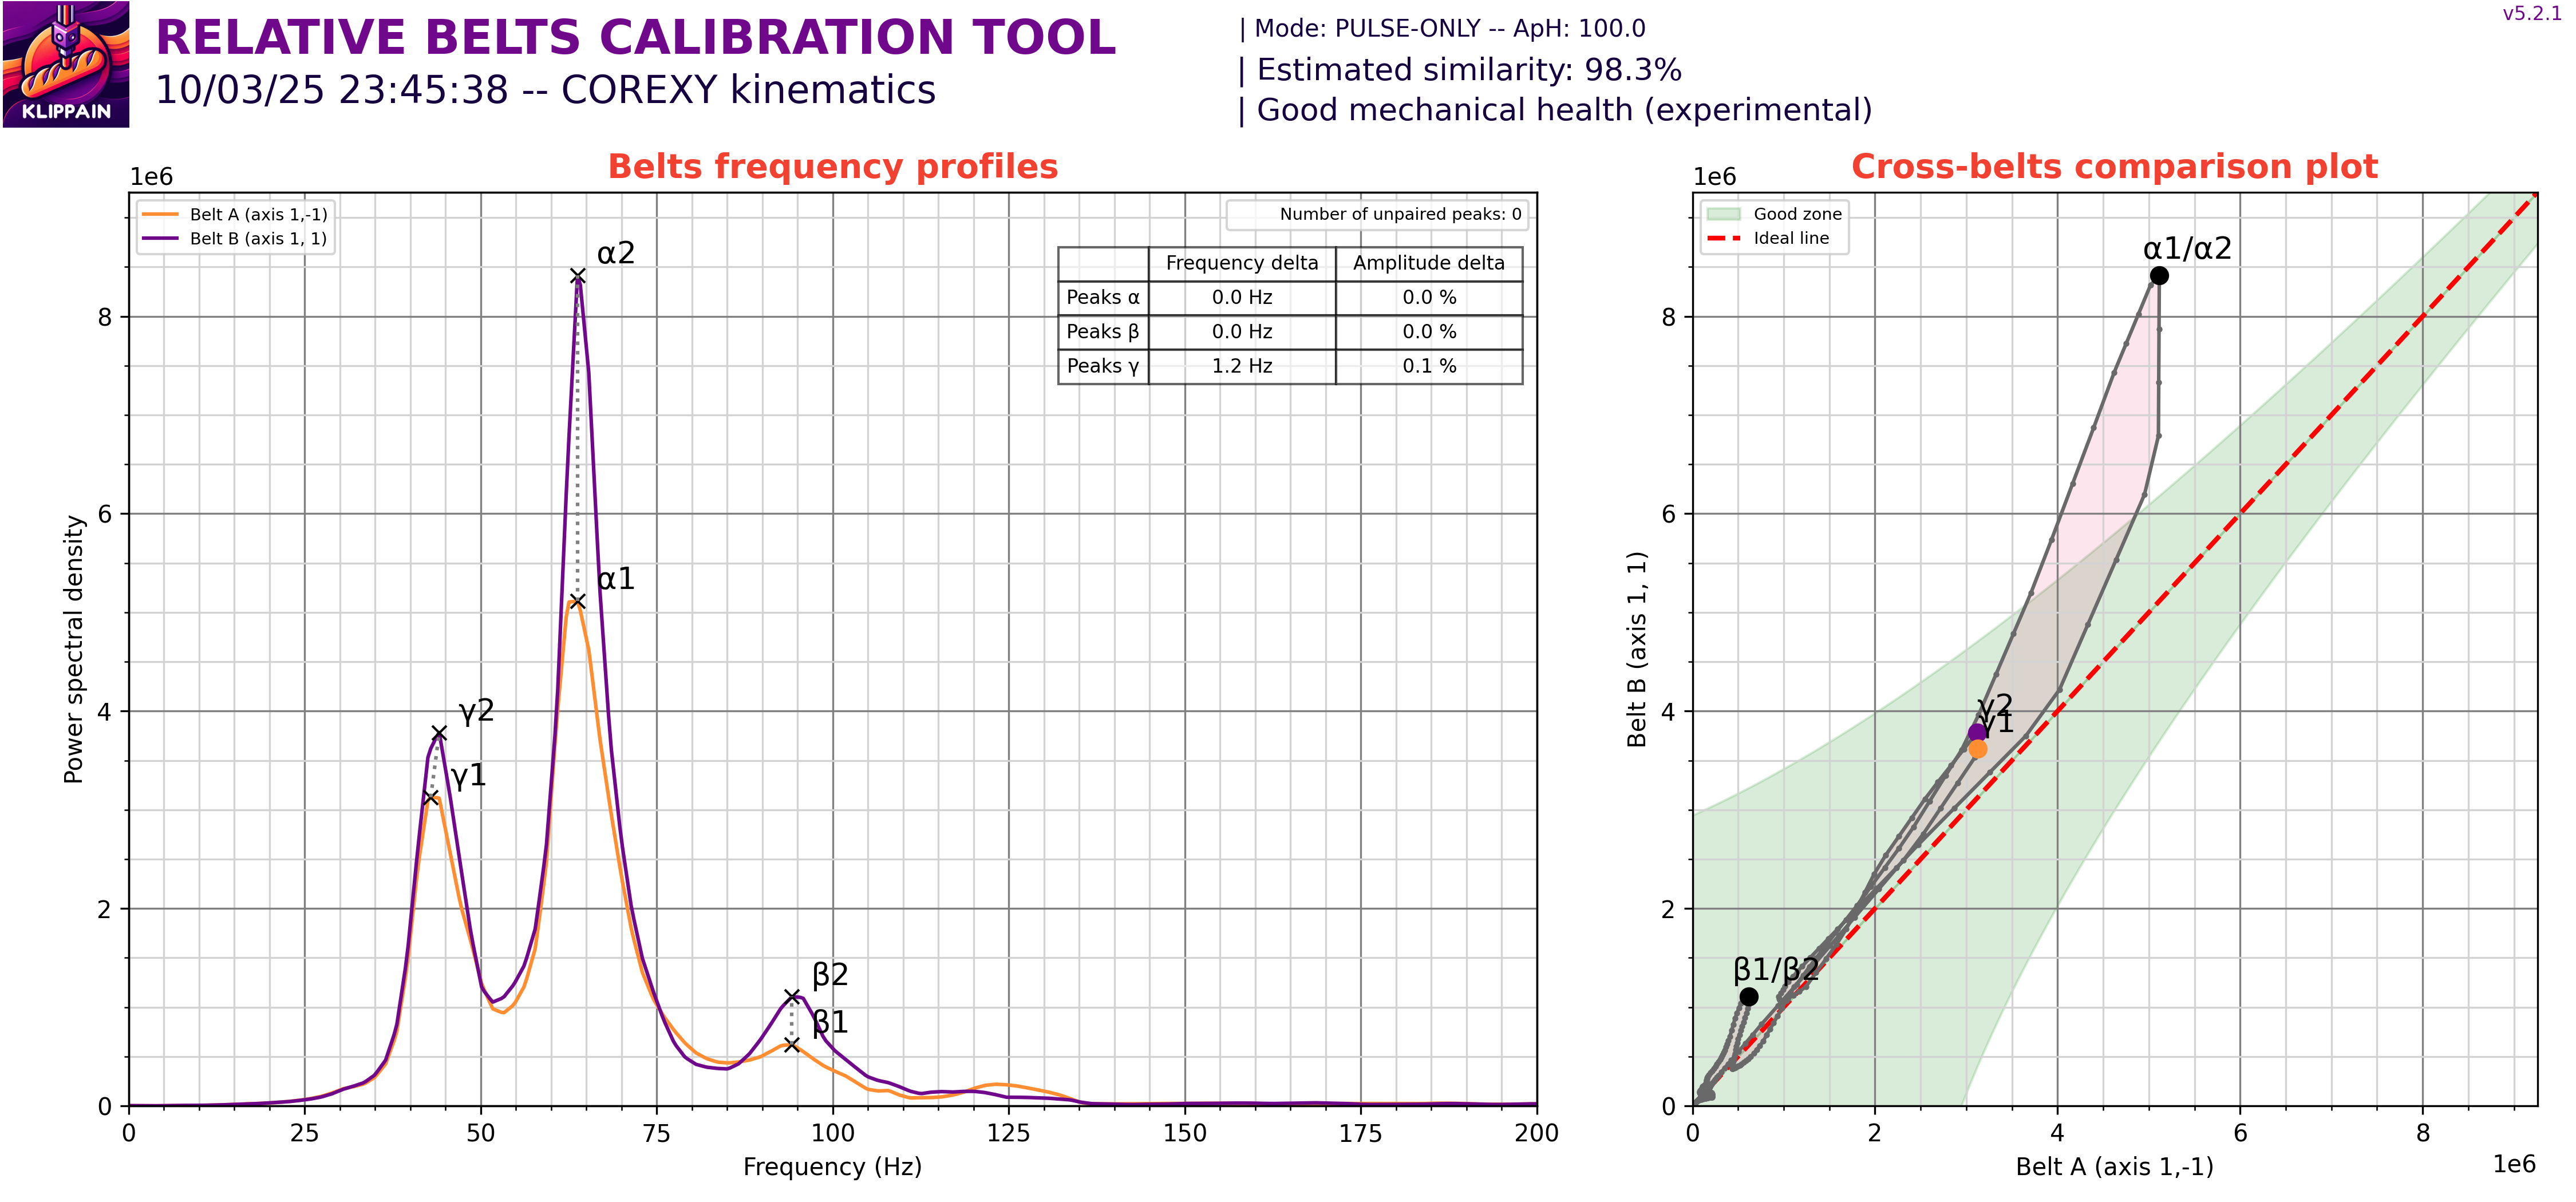 KLIPPAIN
RELATIVE BELTS CALIBRATION TOOL
10/03/25 23:45:38 -- COREXY kinematics
| Mode: PULSE-ONLY -- ApH: 100.0
| Estimated similarity: 98.3%
| Good mechanical health (experimental)
v5.2.1
Belts frequency profiles
1e6
Belt A (axis 1,-1)
Belt B (axis 1, 1)
Number of unpaired peaks: 0
Frequency delta Amplitude delta
Peaks α 0.0 Hz 0.0 %
Peaks β 0.0 Hz 0.0 %
Peaks γ 1.2 Hz 0.1 %
α2
α1
γ2
γ1
β2
β1
8
6
4
2
0
Power spectral density
0 25 50 75 100 125 150 175 200
Frequency (Hz)
Cross-belts comparison plot
1e6
Good zone
Ideal line
α1/α2
γ2
γ1
β1/β2
8
6
4
2
0
Belt B (axis 1, 1)
0 2 4 6 8
Belt A (axis 1,-1)
1e6